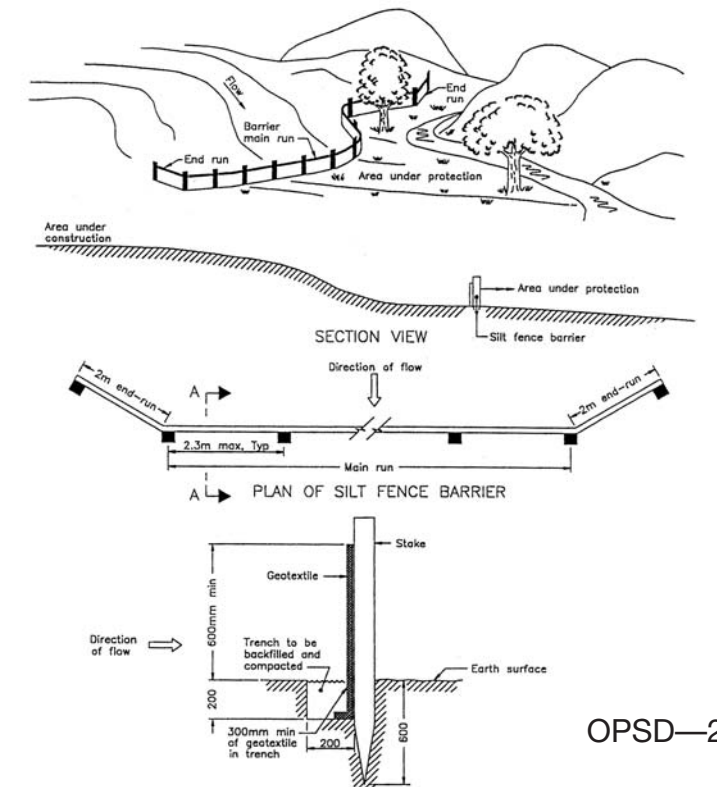 Flow
End
run
Barrier
main run
End run
Area under protection
Area under
construction
Area under protection
Silt fence barrier
SECTION VIEW
Direction of flow
2m end-run
A
2m end-run
2.3m max, Typ
Main run
A
PLAN OF SILT FENCE BARRIER
Stake
Geotextile
600mm min
Direction
of flow
Trench to be
backfilled and
compacted
Earth surface
200
300mm min
of geotextile
in trench
200
600
OPSD—2